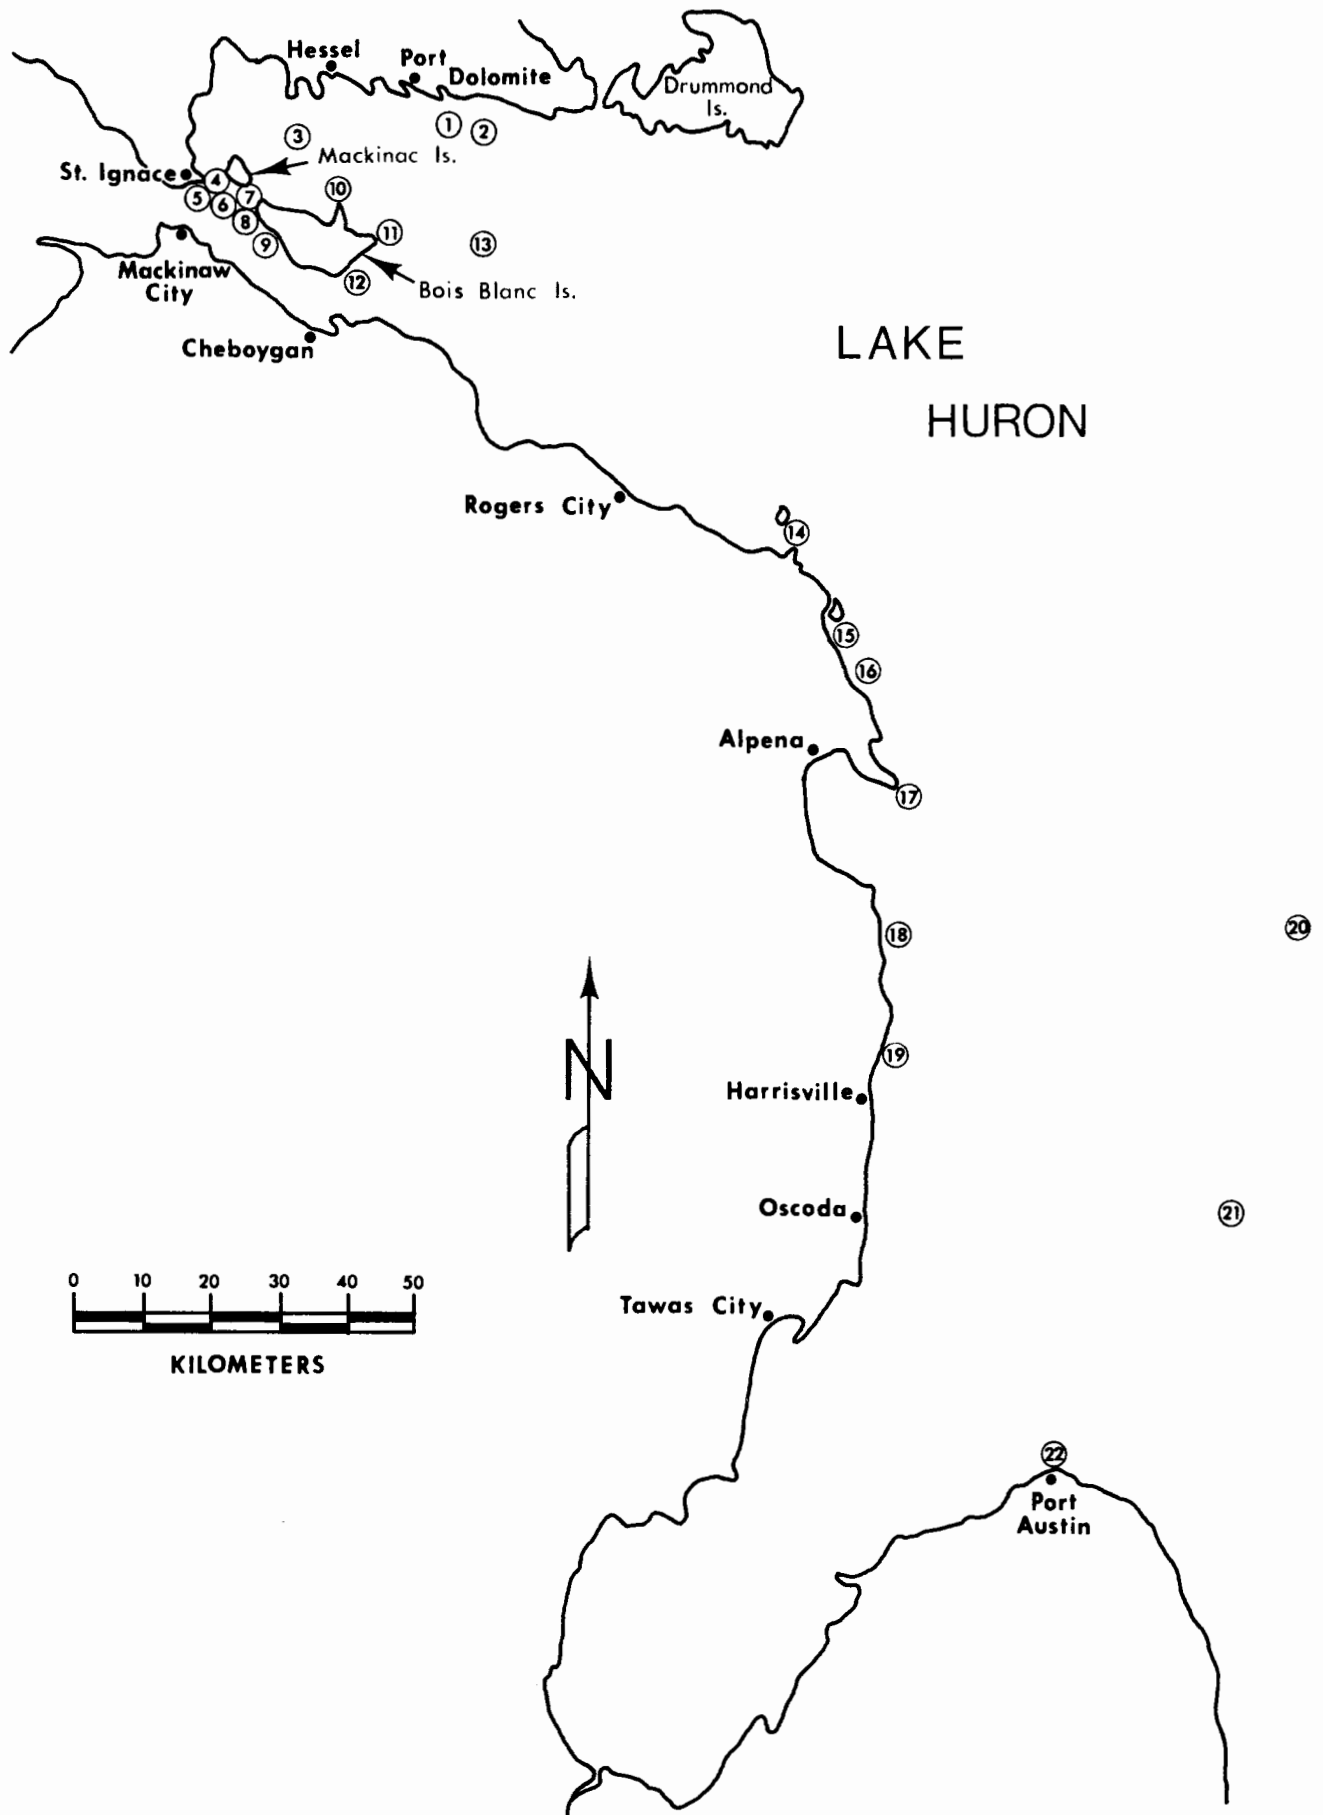 Hessel
Port
Dolomite
Drummond
Is.
1
2
3
Mackinac Is.
St. Ignace
4
5
6
7
8
9
10
11
12
13
Mackinaw
City
Bois Blanc Is.
Cheboygan
LAKE
HURON
Rogers City
14
15
16
Alpena
17
18
20
N
19
Harrisville
Oscoda
21
0 10 20 30 40 50
KILOMETERS
Tawas City
22
Port
Austin